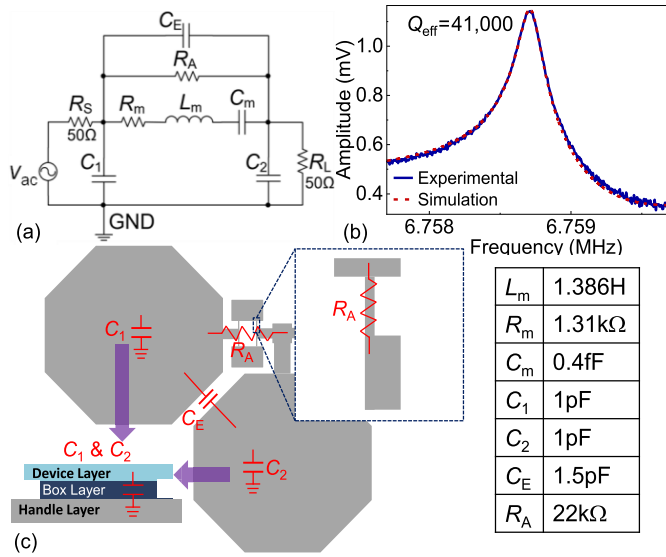 C_E
R_A
R_S
50Ω
R_m
L_m
C_m
V_ac
C_1
C_2
R_L
50Ω
GND
(a)
Q_eff=41,000
Amplitude (mV)
1.0
0.8
0.6
0.4
Experimental
Simulation
6.758
6.759
Frequency (MHz)
(b)
C_1
R_A
R_A
C_E
C_2
C_1 & C_2
Device Layer
Box Layer
Handle Layer
(c)
L_m 1.386H
R_m 1.31kΩ
C_m 0.4fF
C_1 1pF
C_2 1pF
C_E 1.5pF
R_A 22kΩ